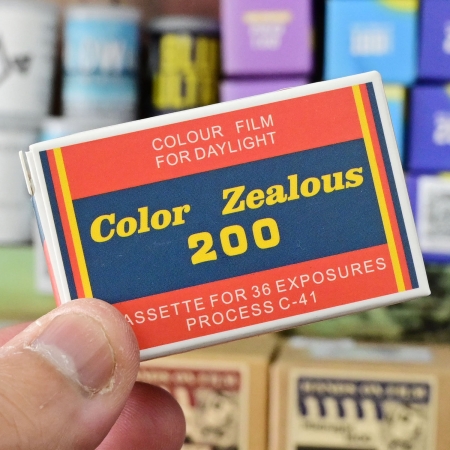 COLOUR FILM
FOR DAYLIGHT
Color Zealous
200
ASSETTE FOR 36 EXPOSURES
PROCESS C-41